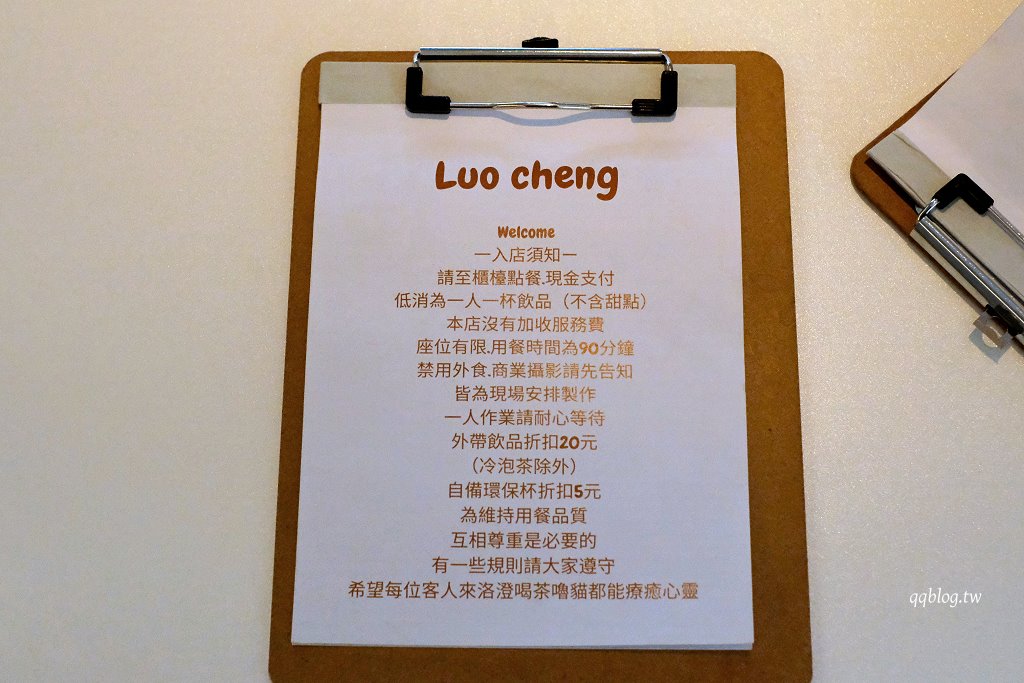 Luo cheng
Welcome
一入店須知一
請至櫃檯點餐.現金支付
低消為一人一杯飲品（不含甜點）
本店沒有加收服務費
座位有限.用餐時間為90分鐘
禁用外食.商業攝影請先告知
皆為現場安排製作
一人作業請耐心等待
外帶飲品折扣20元
（冷泡茶除外）
自備環保杯折扣5元
為維持用餐品質
互相尊重是必要的
有一些規則請大家遵守
希望每位客人來洛澄喝茶嚕貓都能療癒心靈
qqblog.tw